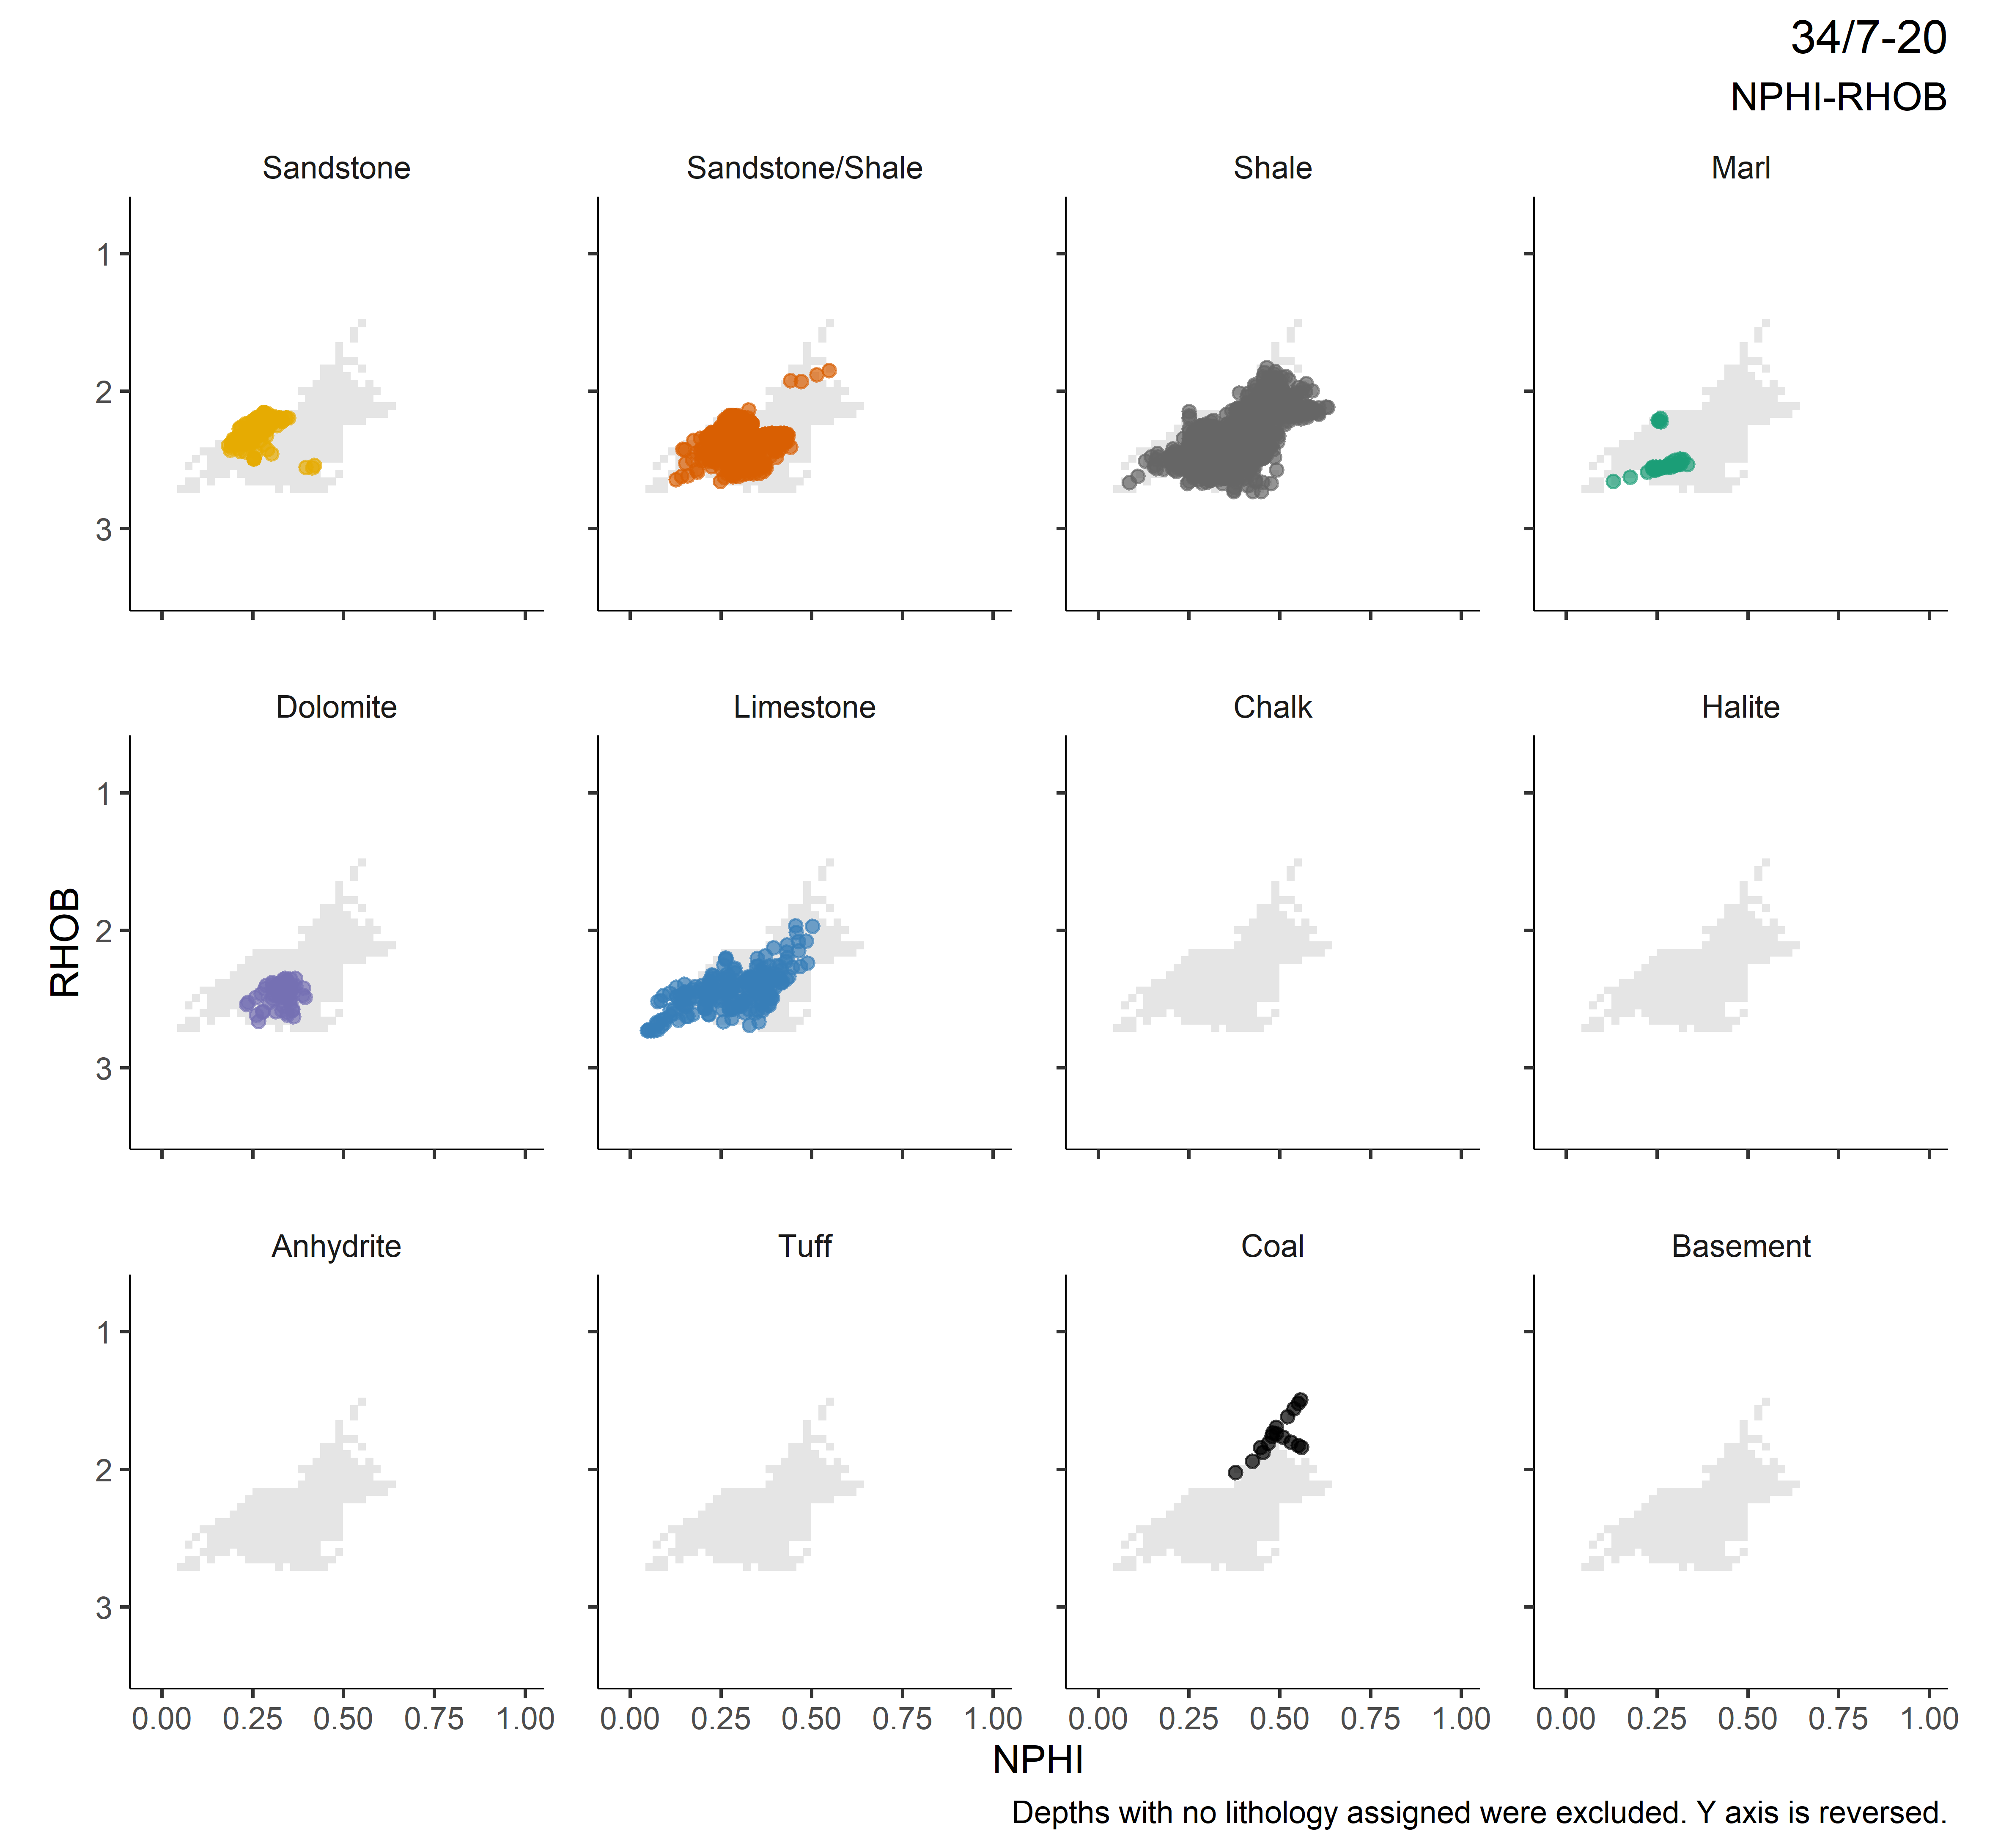 34/7-20
NPHI-RHOB
Sandstone
Sandstone/Shale
Shale
Marl
1
2
3
Dolomite
Limestone
Chalk
Halite
RHOB
1
2
3
Anhydrite
Tuff
Coal
Basement
1
2
3
0.00 0.25 0.50 0.75 1.00
0.00 0.25 0.50 0.75 1.00
0.00 0.25 0.50 0.75 1.00
0.00 0.25 0.50 0.75 1.00
NPHI
Depths with no lithology assigned were excluded. Y axis is reversed.